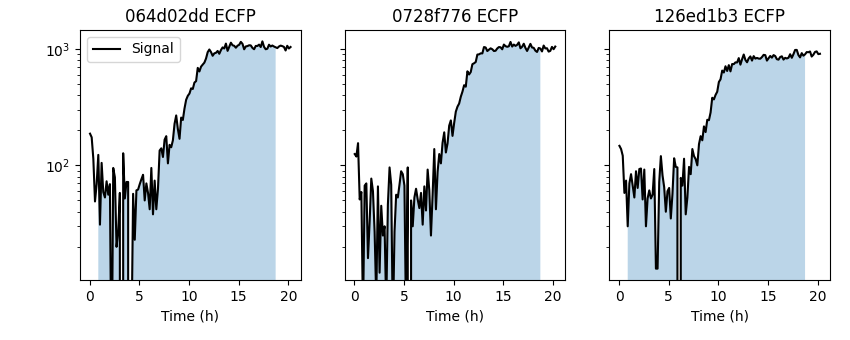 064d02dd ECFP
0728f776 ECFP
126ed1b3 ECFP
Signal
10³
10²
0 5 10 15 20
0 5 10 15 20
0 5 10 15 20
Time (h)
Time (h)
Time (h)